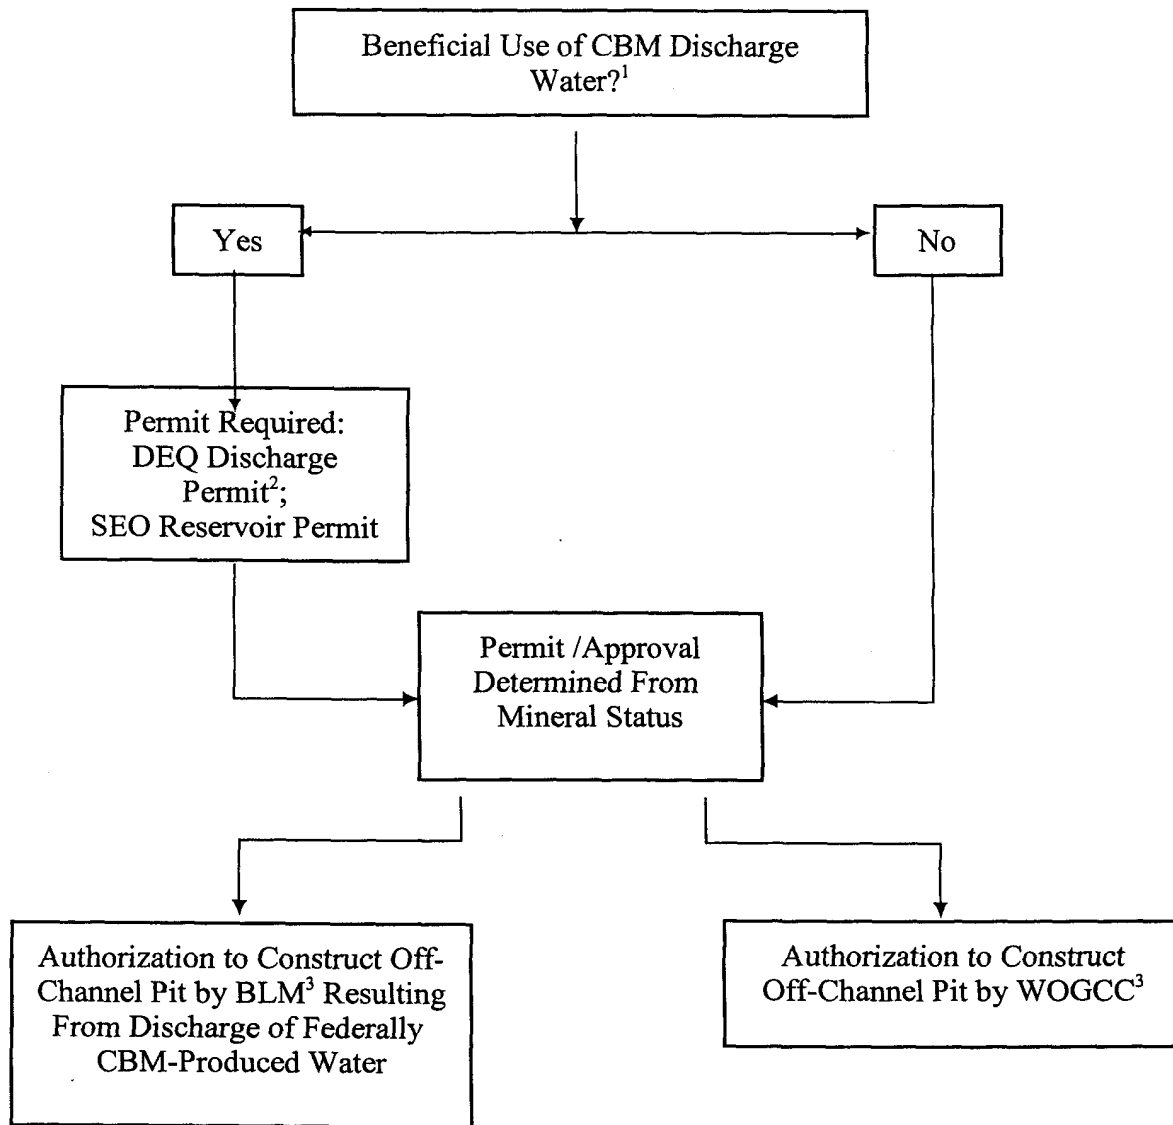 Beneficial Use of CBM Discharge
Water?¹
Yes
No
Permit Required:
DEQ Discharge
Permit²;
SEO Reservoir Permit
Permit /Approval
Determined From
Mineral Status
Authorization to Construct Off-
Channel Pit by BLM³ Resulting
From Discharge of Federally
CBM-Produced Water
Authorization to Construct
Off-Channel Pit by WOGCC³